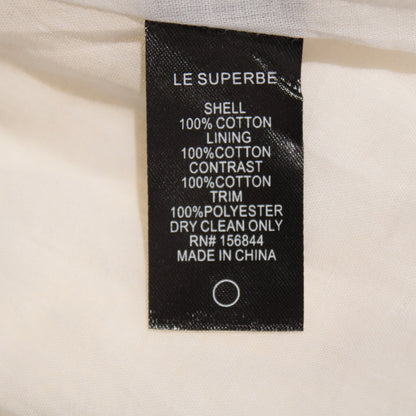 LE SUPERBE
SHELL
100% COTTON
LINING
100%COTTON
CONTRAST
100%COTTON
TRIM
100%POLYESTER
DRY CLEAN ONLY
RN# 156844
MADE IN CHINA